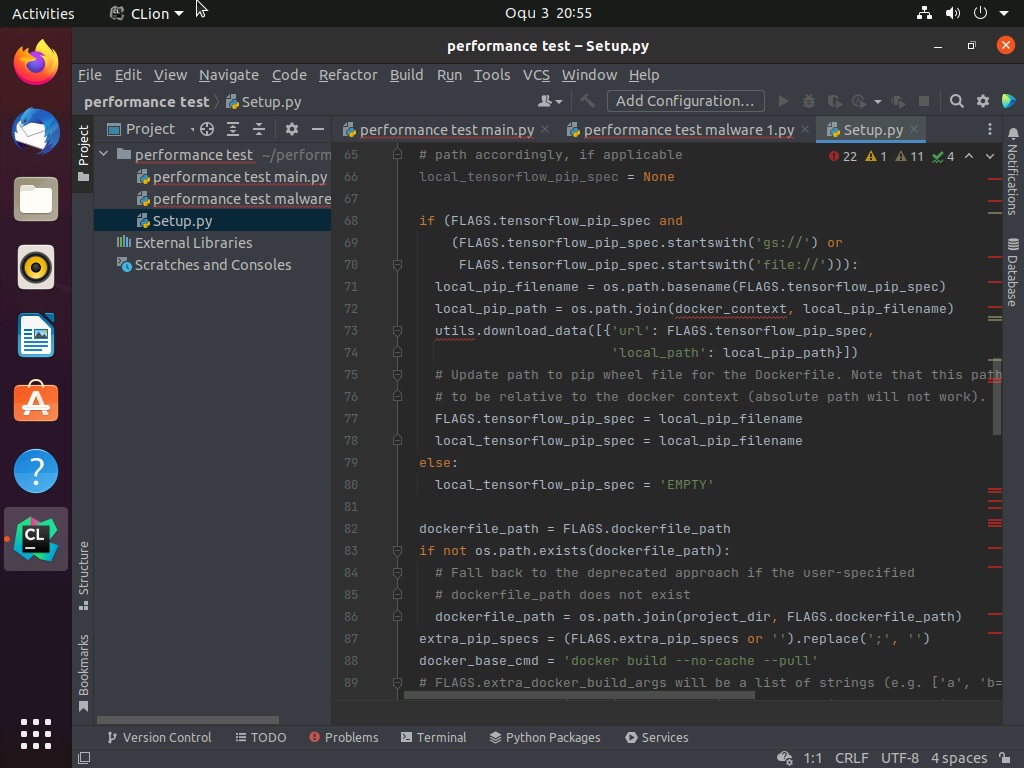 Activities
CLion
Oqu 3 20:55
performance test – Setup.py
File Edit View Navigate Code Refactor Build Run Tools VCS Window Help
performance test Setup.py
Add Configuration...
Project
Project
performance test main.py
performance test malware 1.py
Setup.py
performance test ~/perform
performance test main.py
performance test malware
Setup.py
External Libraries
Scratches and Consoles
22 1 11 4
65 # path accordingly, if applicable
66 local_tensorflow_pip_spec = None
67
68 if (FLAGS.tensorflow_pip_spec and
69 (FLAGS.tensorflow_pip_spec.startswith('gs://') or
70 FLAGS.tensorflow_pip_spec.startswith('file://'))):
71 local_pip_filename = os.path.basename(FLAGS.tensorflow_pip_spec)
72 local_pip_path = os.path.join(docker_context, local_pip_filename)
73 utils.download_data([{'url': FLAGS.tensorflow_pip_spec,
74 'local_path': local_pip_path}])
75 # Update path to pip wheel file for the Dockerfile. Note that this path
76 # to be relative to the docker context (absolute path will not work).
77 FLAGS.tensorflow_pip_spec = local_pip_filename
78 local_tensorflow_pip_spec = local_pip_filename
79 else:
80 local_tensorflow_pip_spec = 'EMPTY'
81
82 dockerfile_path = FLAGS.dockerfile_path
83 if not os.path.exists(dockerfile_path):
84 # Fall back to the deprecated approach if the user-specified
85 # dockerfile_path does not exist
86 dockerfile_path = os.path.join(project_dir, FLAGS.dockerfile_path)
87 extra_pip_specs = (FLAGS.extra_pip_specs or '').replace(';', '')
88 docker_base_cmd = 'docker build --no-cache --pull'
89 # FLAGS.extra_docker_build_args will be a list of strings (e.g. ['a', 'b=
Notifications
Database
Structure
Bookmarks
CL
Version Control TODO Problems Terminal Python Packages Services
1:1 CRLF UTF-8 4 spaces